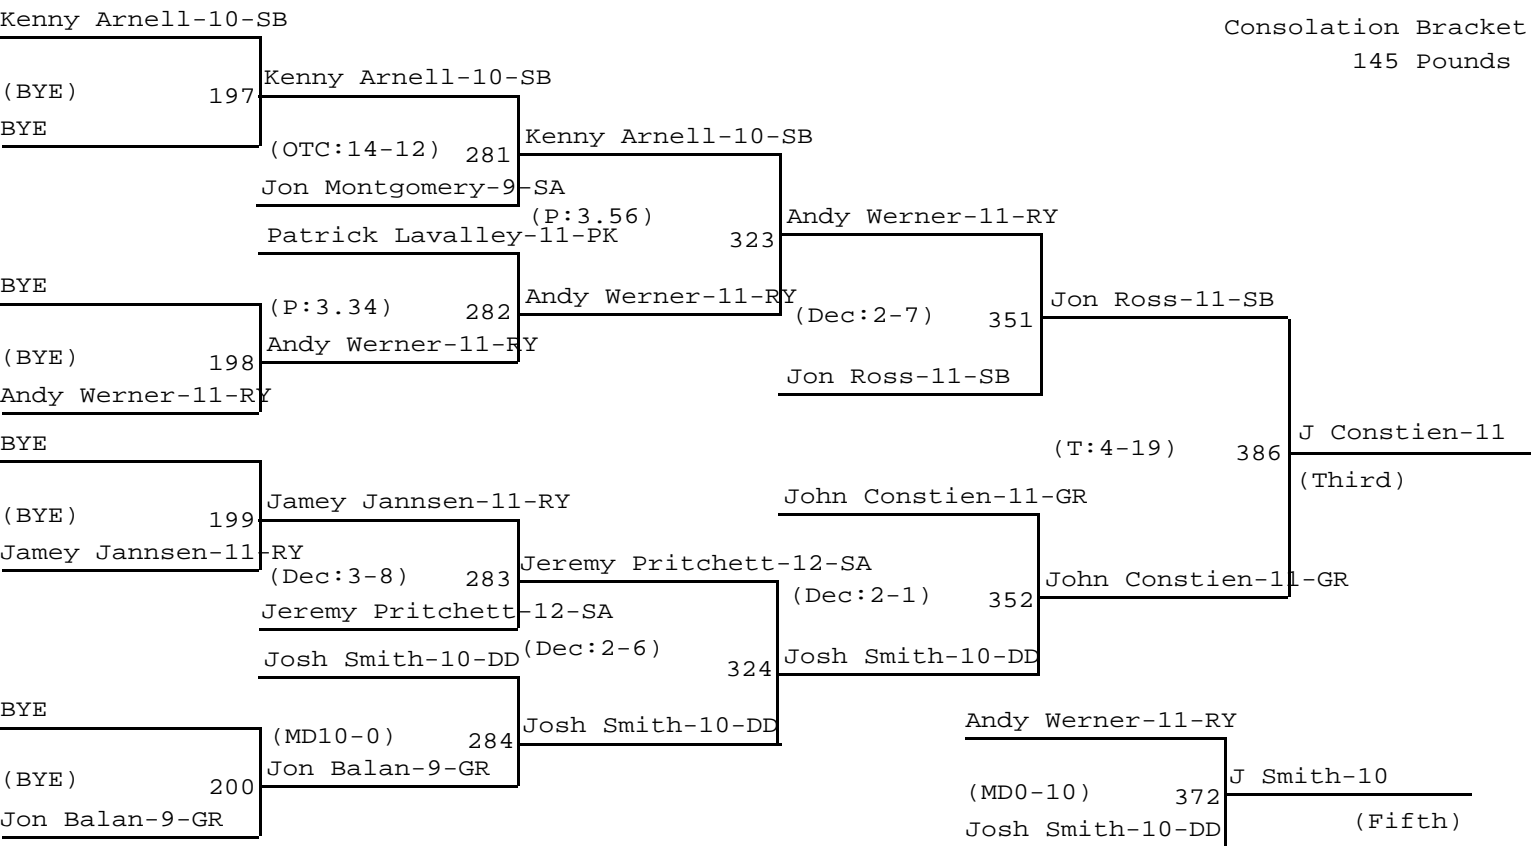 Kenny Arnell-10-SB
Consolation Bracket
145 Pounds
Kenny Arnell-10-SB
(BYE)
197
BYE
Kenny Arnell-10-SB
(OTC:14-12)
281
Jon Montgomery-9-SA
(P:3.56)
Andy Werner-11-RY
Patrick Lavalley-11-PK
323
BYE
(P:3.34)
282
Andy Werner-11-RY
(Dec:2-7)
351
Jon Ross-11-SB
(BYE)
198
Andy Werner-11-RY
Andy Werner-11-RY
Jon Ross-11-SB
BYE
(T:4-19)
386
J Constien-11
(Third)
(BYE)
199
Jamey Jannsen-11-RY
John Constien-11-GR
Jamey Jannsen-11-RY
(Dec:3-8)
283
Jeremy Pritchett-12-SA
(Dec:2-1)
352
John Constien-11-GR
Jeremy Pritchett-12-SA
(Dec:2-6)
324
Josh Smith-10-DD
Josh Smith-10-DD
BYE
(MD10-0)
284
Josh Smith-10-DD
Andy Werner-11-RY
(BYE)
200
Jon Balan-9-GR
J Smith-10
(MD0-10)
372
Jon Balan-9-GR
Josh Smith-10-DD
(Fifth)